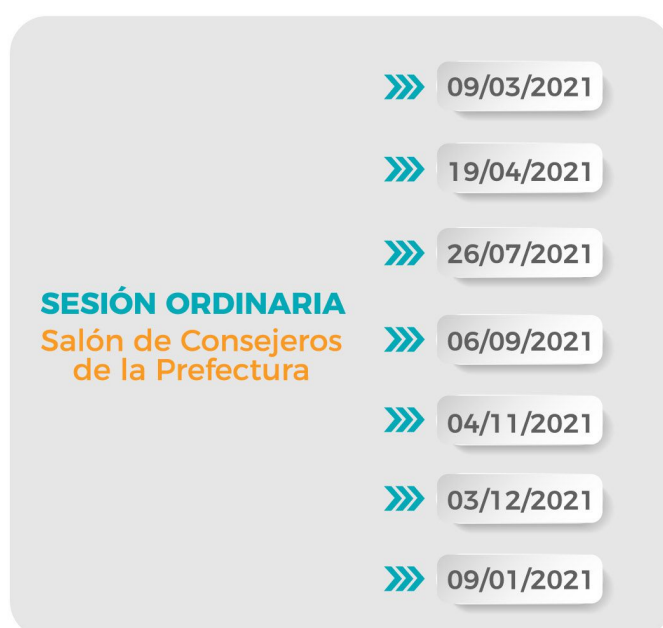 SESIÓN ORDINARIA
Salón de Consejeros
de la Prefectura
09/03/2021
19/04/2021
26/07/2021
06/09/2021
04/11/2021
03/12/2021
09/01/2021